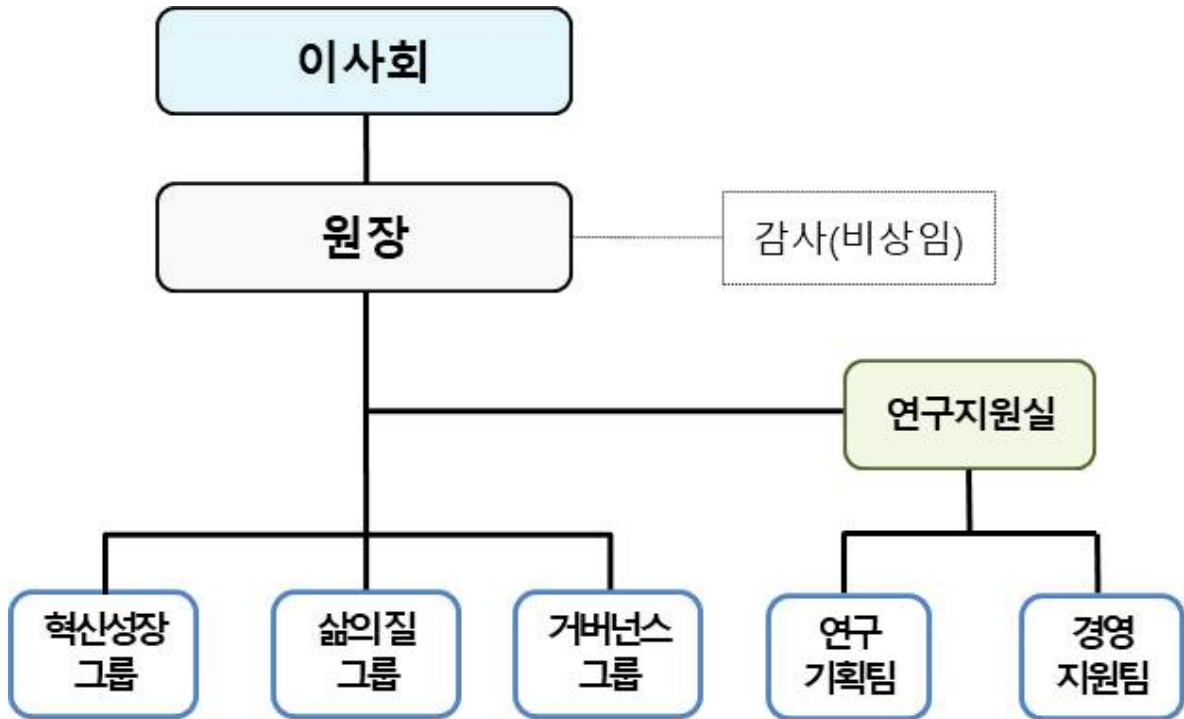 이사회
원장
감사(비상임)
연구지원실
혁신성장
그룹
삶의 질
그룹
거버넌스
그룹
연구
기획팀
경영
지원팀